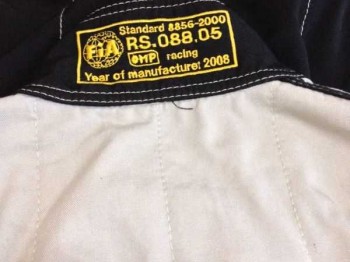 Standard 8856-2000
FIA RS.088.05
OMP racing
Year of manufacture: 2008